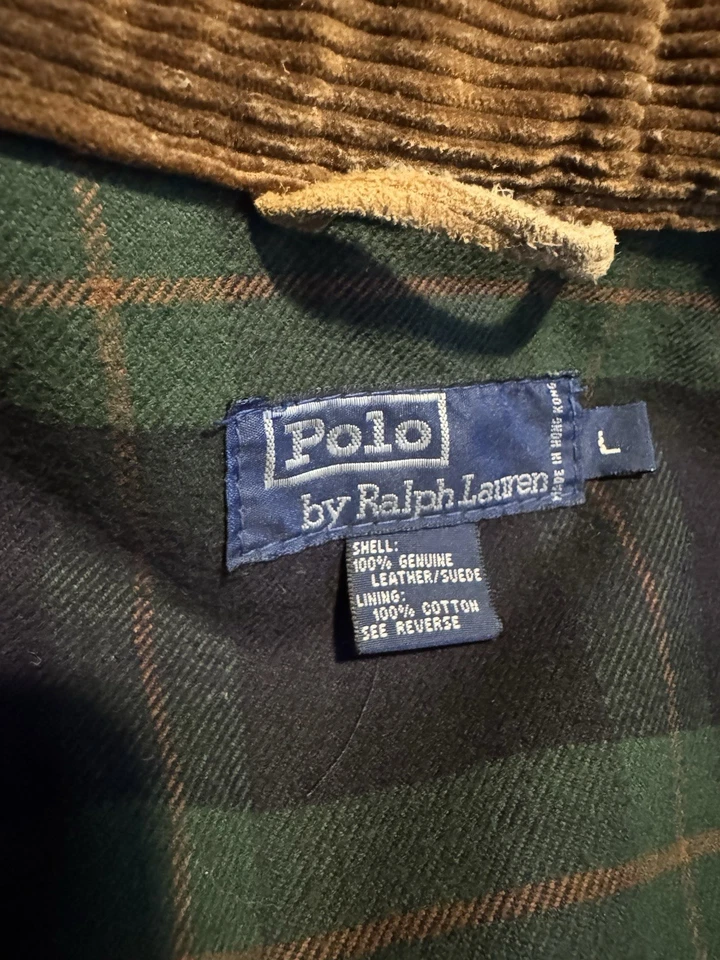 Polo
by Ralph Lauren
MADE IN HONG KONG
L
SHELL:
100% GENUINE
LEATHER/SUEDE
LINING:
100% COTTON
SEE REVERSE